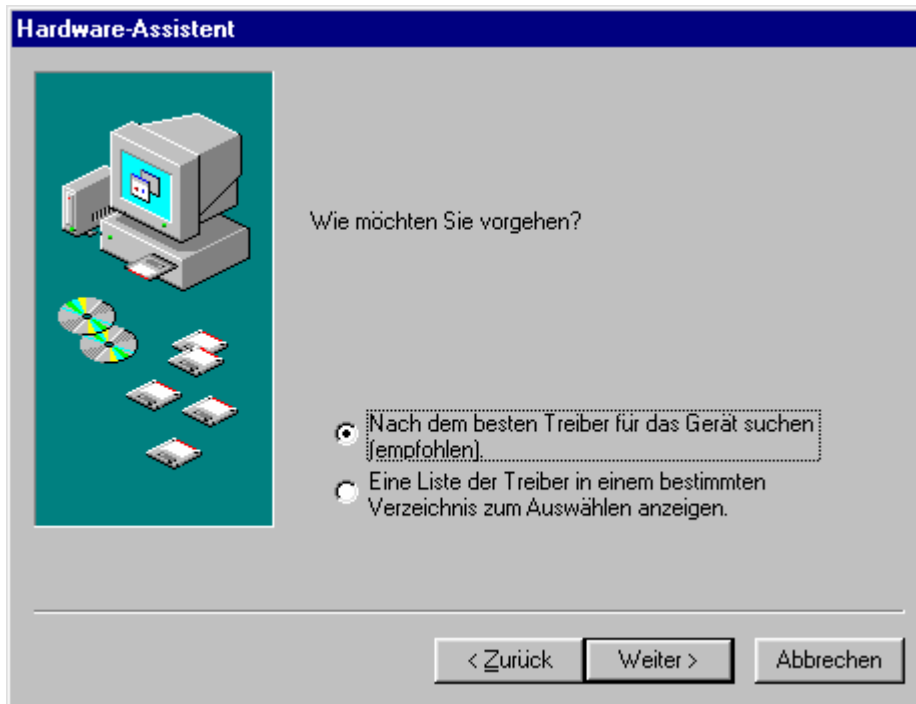 Hardware-Assistent
Wie möchten Sie vorgehen?
Nach dem besten Treiber für das Gerät suchen
(empfohlen).
Eine Liste der Treiber in einem bestimmten
Verzeichnis zum Auswählen anzeigen.
< Zurück
Weiter >
Abbrechen